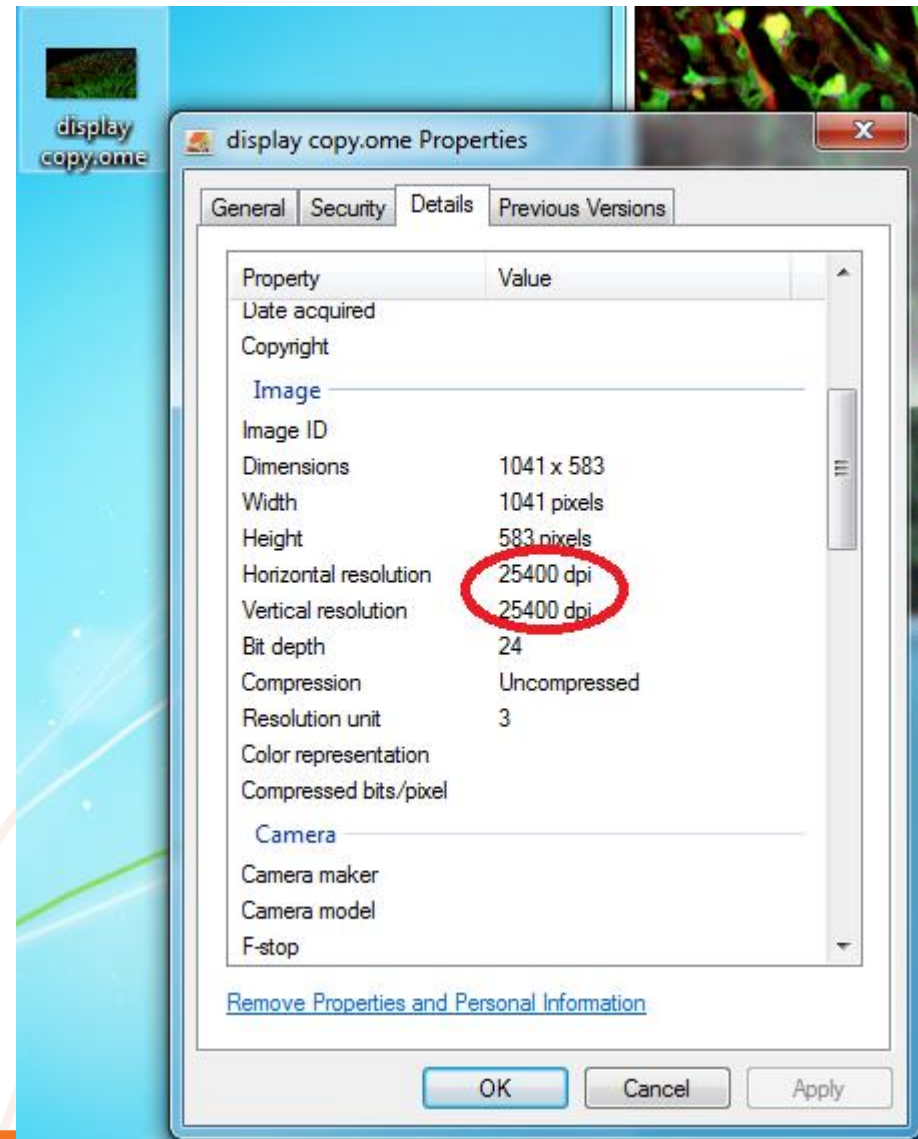 display
copy.ome
display copy.ome Properties
x
General Security Details Previous Versions
Property Value
Date acquired
Copyright
Image
Image ID
Dimensions 1041 x 583
Width 1041 pixels
Height 583 pixels
Horizontal resolution 25400 dpi
Vertical resolution 25400 dpi
Bit depth 24
Compression Uncompressed
Resolution unit 3
Color representation
Compressed bits/pixel
Camera
Camera maker
Camera model
F-stop
Remove Properties and Personal Information
OK Cancel Apply